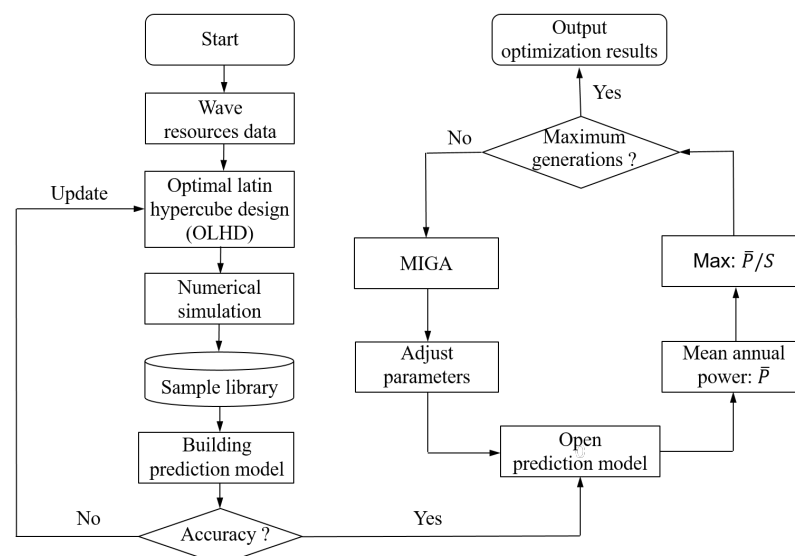 Start
Wave
resources data
Update
Optimal latin
hypercube design
(OLHD)
Numerical
simulation
Sample library
Building
prediction model
No
Accuracy ?
Yes
Output
optimization results
Yes
No
Maximum
generations ?
MIGA
Max: P̅/S
Adjust
parameters
Mean annual
power: P̅
Open
prediction model